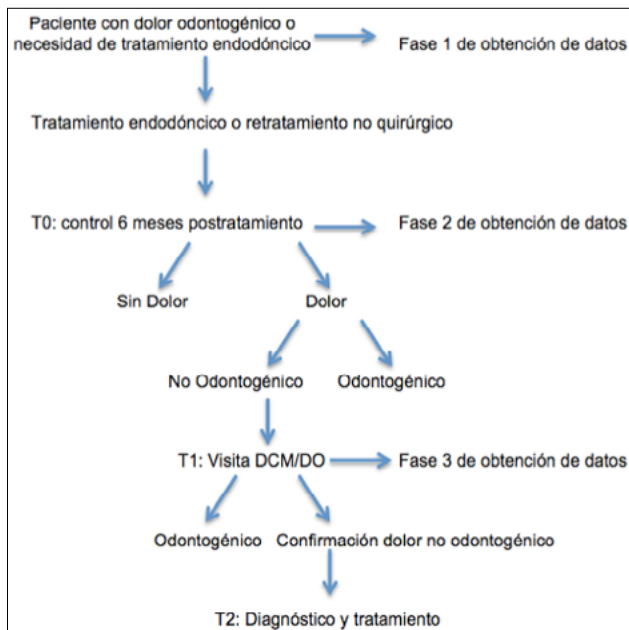 Paciente con dolor odontogénico o
necesidad de tratamiento endodóncico
Fase 1 de obtención de datos
Tratamiento endodóncico o retratamiento no quirúrgico
T0: control 6 meses postratamiento
Fase 2 de obtención de datos
Sin Dolor
Dolor
No Odontogénico
Odontogénico
T1: Visita DCM/DO
Fase 3 de obtención de datos
Odontogénico
Confirmación dolor no odontogénico
T2: Diagnóstico y tratamiento